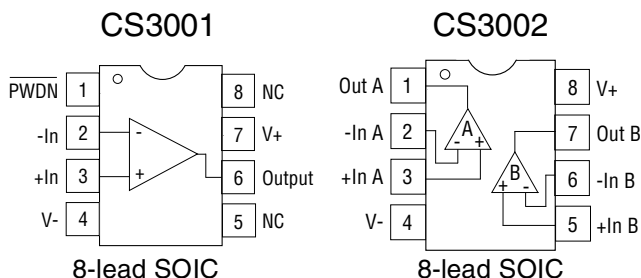 CS3001
CS3002
PWDN 1 8 NC
-In 2 - 7 V+
+In 3 + 6 Output
V- 4 5 NC
8-lead SOIC
Out A 1 8 V+
-In A 2 A - + 7 Out B
+In A 3 B + - 6 -In B
V- 4 5 +In B
8-lead SOIC